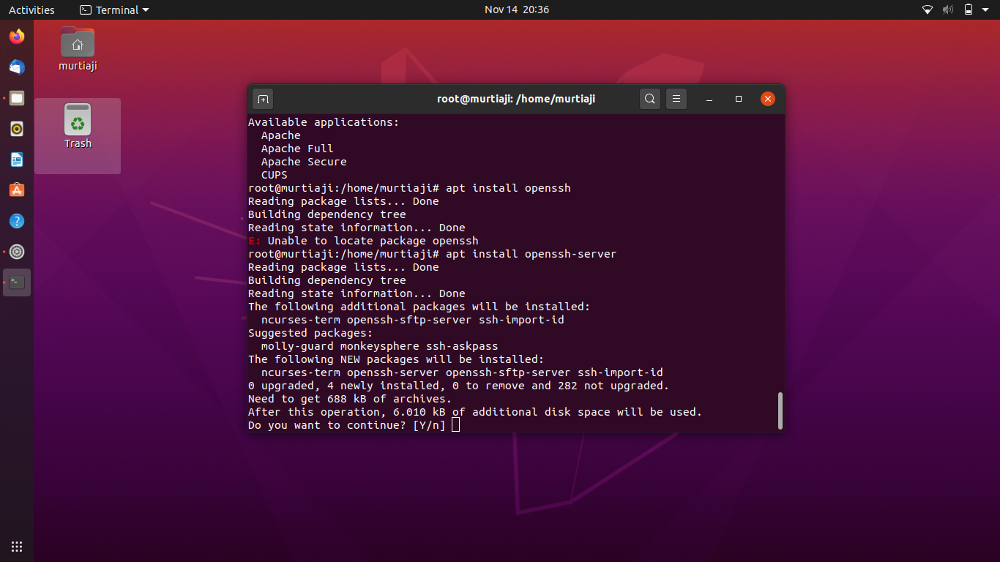 Activities
Terminal
Nov 14 20:36
murtiaji
Trash
root@murtiaji: /home/murtiaji
Available applications:
  Apache
  Apache Full
  Apache Secure
  CUPS
root@murtiaji:/home/murtiaji# apt install openssh
Reading package lists... Done
Building dependency tree
Reading state information... Done
E: Unable to locate package openssh
root@murtiaji:/home/murtiaji# apt install openssh-server
Reading package lists... Done
Building dependency tree
Reading state information... Done
The following additional packages will be installed:
  ncurses-term openssh-sftp-server ssh-import-id
Suggested packages:
  molly-guard monkeysphere ssh-askpass
The following NEW packages will be installed:
  ncurses-term openssh-server openssh-sftp-server ssh-import-id
0 upgraded, 4 newly installed, 0 to remove and 282 not upgraded.
Need to get 688 kB of archives.
After this operation, 6.010 kB of additional disk space will be used.
Do you want to continue? [Y/n]